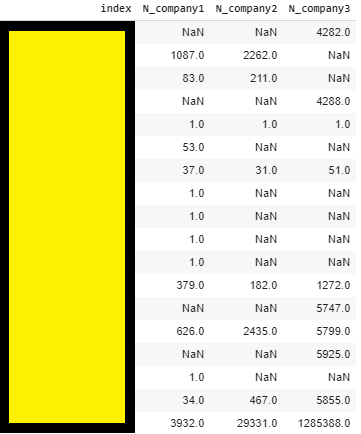 index N_company1 N_company2 N_company3
NaN NaN 4282.0
1087.0 2262.0 NaN
83.0 211.0 NaN
NaN NaN 4288.0
1.0 1.0 1.0
53.0 NaN NaN
37.0 31.0 51.0
1.0 NaN NaN
1.0 NaN NaN
1.0 NaN NaN
1.0 NaN NaN
379.0 182.0 1272.0
NaN NaN 5747.0
626.0 2435.0 5799.0
NaN NaN 5925.0
1.0 NaN NaN
34.0 467.0 5855.0
3932.0 29331.0 1285388.0